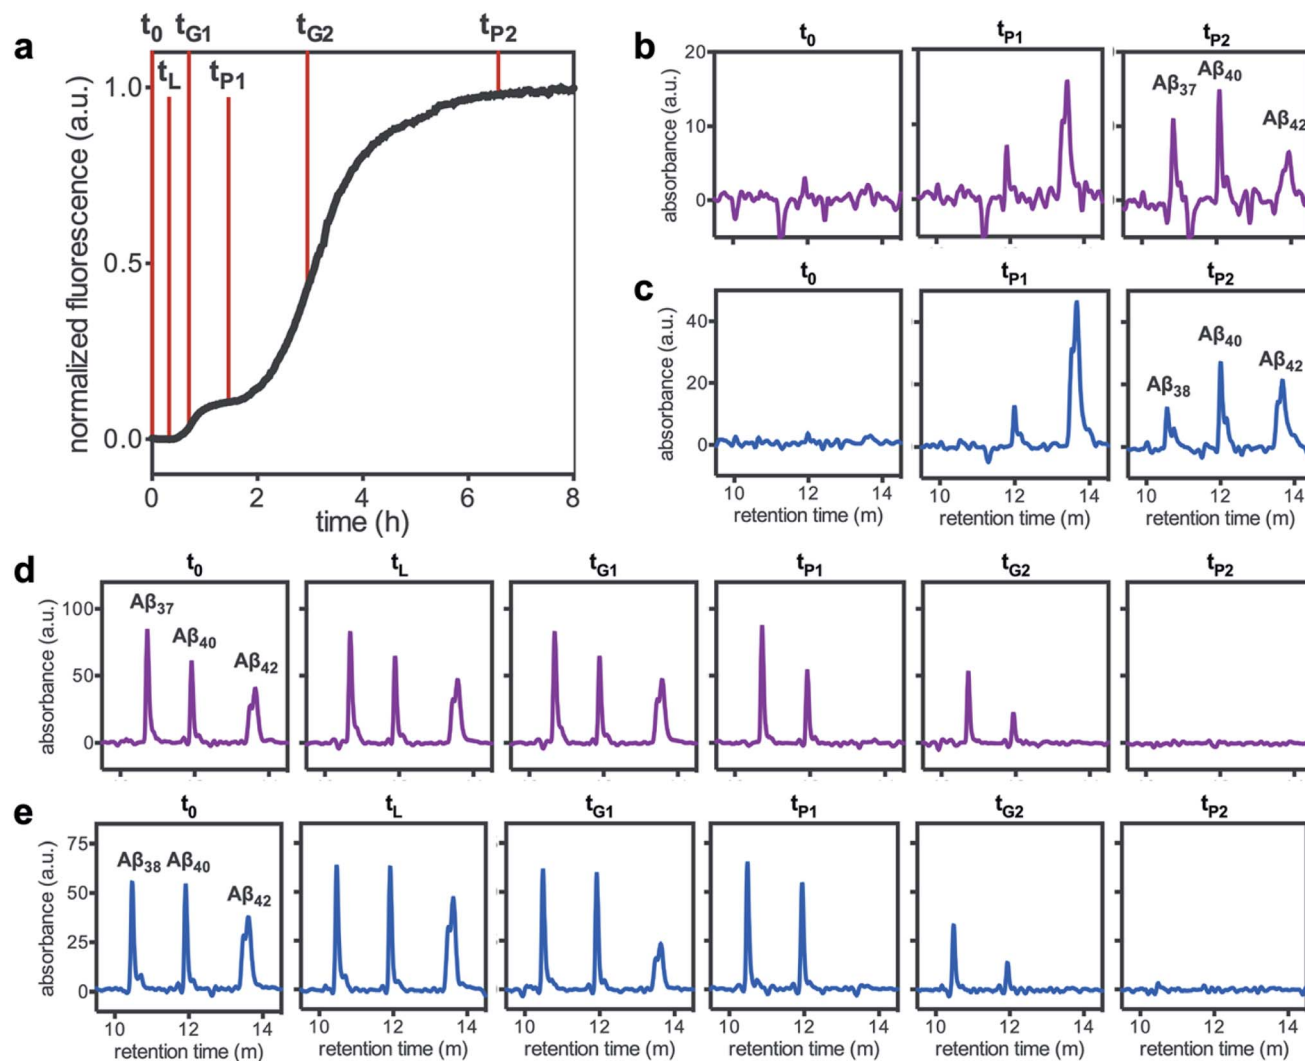 a
t0 tG1 tG2 tP2
tL tP1
normalized fluorescence (a.u.)
1.0
0.5
0.0
0 2 4 6 8
time (h)
b
t0 tP1 tP2
absorbance (a.u.)
20
10
0
Aβ37 Aβ40 Aβ42
c
t0 tP1 tP2
absorbance (a.u.)
40
20
0
Aβ38 Aβ40 Aβ42
10 12 14 10 12 14 10 12 14
retention time (m) retention time (m) retention time (m)
d
t0 tL tG1 tP1 tG2 tP2
absorbance (a.u.)
100
50
0
Aβ37 Aβ40 Aβ42
e
t0 tL tG1 tP1 tG2 tP2
absorbance (a.u.)
75
50
25
0
Aβ38 Aβ40 Aβ42
10 12 14 10 12 14 10 12 14 10 12 14 10 12 14 10 12 14
retention time (m) retention time (m) retention time (m) retention time (m) retention time (m) retention time (m)